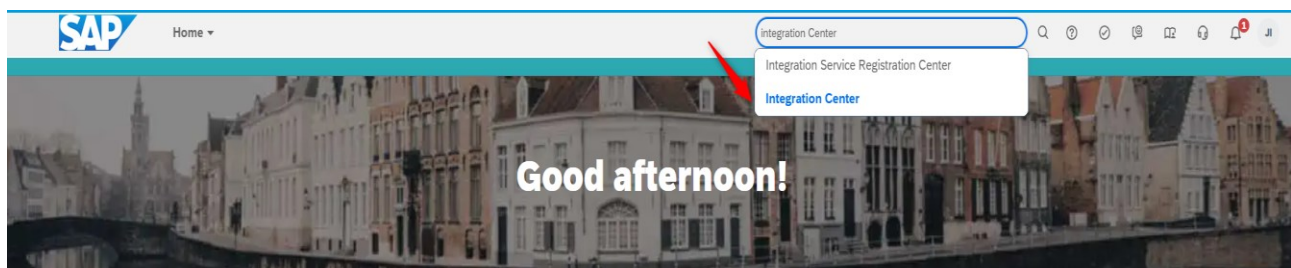 SAP
Home
integration Center
1
JI
Integration Service Registration Center
Integration Center
Good afternoon!